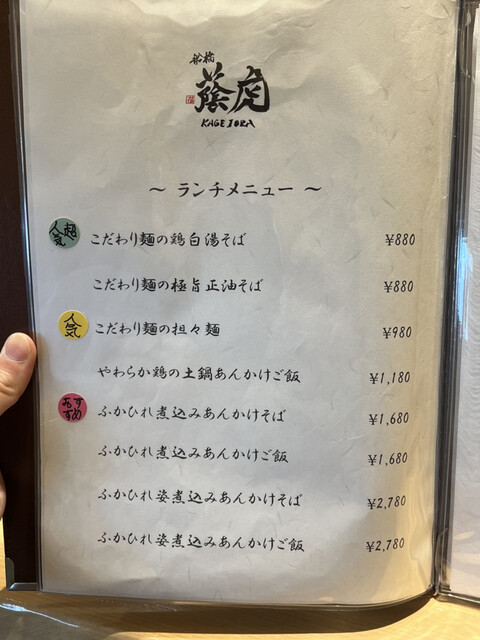 船橋
蔭虎
KAGETORA
～ ランチメニュー ～
超人気 こだわり麺の鶏白湯そば ¥880
こだわり麺の極旨正油そば ¥880
人気 こだわり麺の担々麺 ¥980
やわらか鶏の土鍋あんかけご飯 ¥1,180
おすすめ ふかひれ煮込みあんかけそば ¥1,680
ふかひれ煮込みあんかけご飯 ¥1,680
ふかひれ姿煮込みあんかけそば ¥2,780
ふかひれ姿煮込みあんかけご飯 ¥2,780